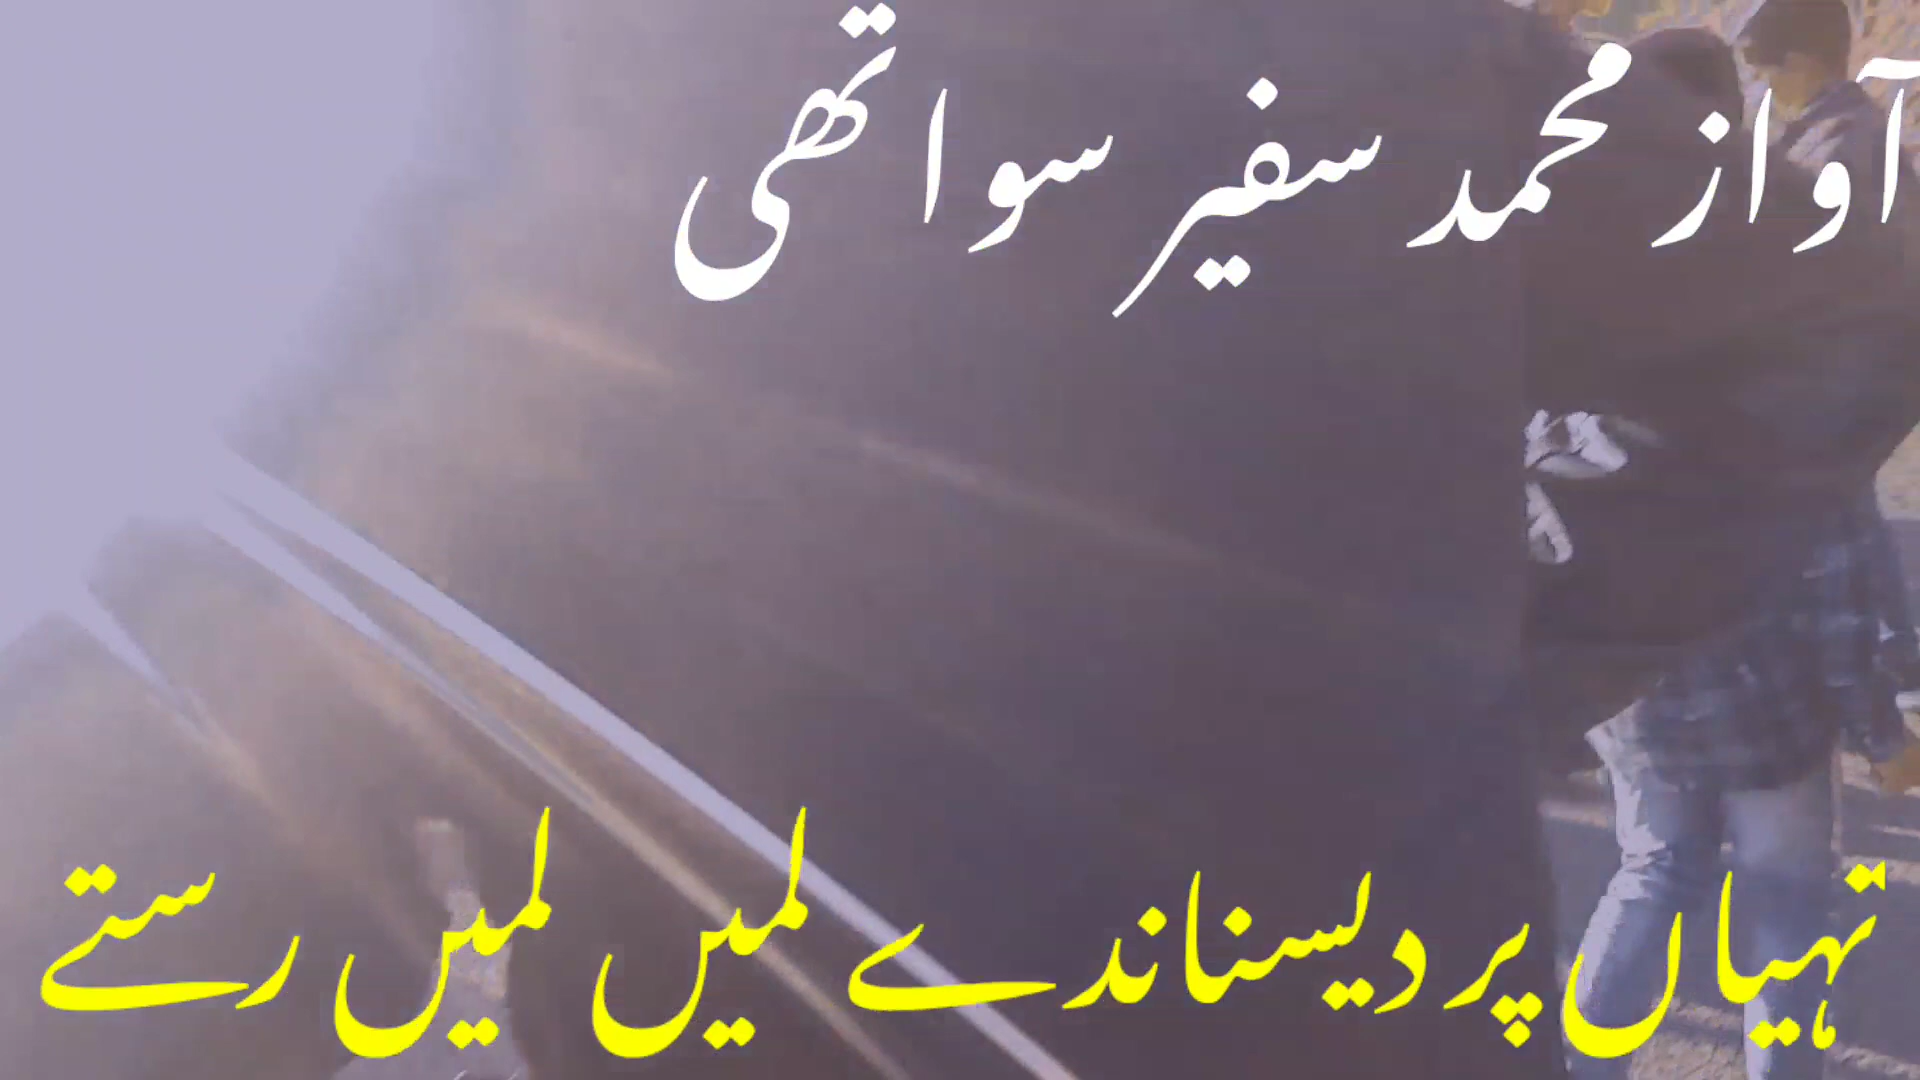 آواز محمد سفیر سواتھی
تہیاں پردیسناندے لمیں لمیں رستے